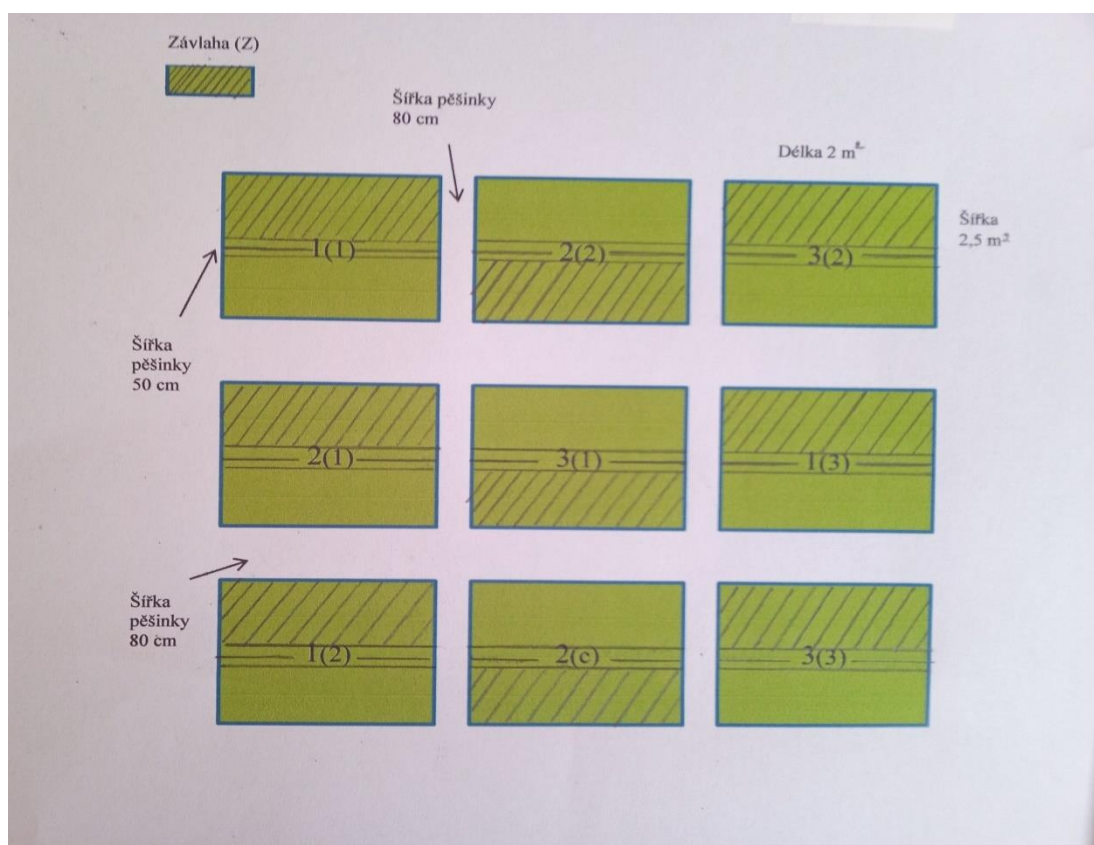 Závlaha (Z)
Šířka pěšinky
80 cm
Délka 2 m²
Šířka
2,5 m²
1(1)
2(2)
3(2)
Šířka
pěšinky
50 cm
2(1)
3(1)
1(3)
Šířka
pěšinky
80 cm
1(2)
2(c)
3(3)